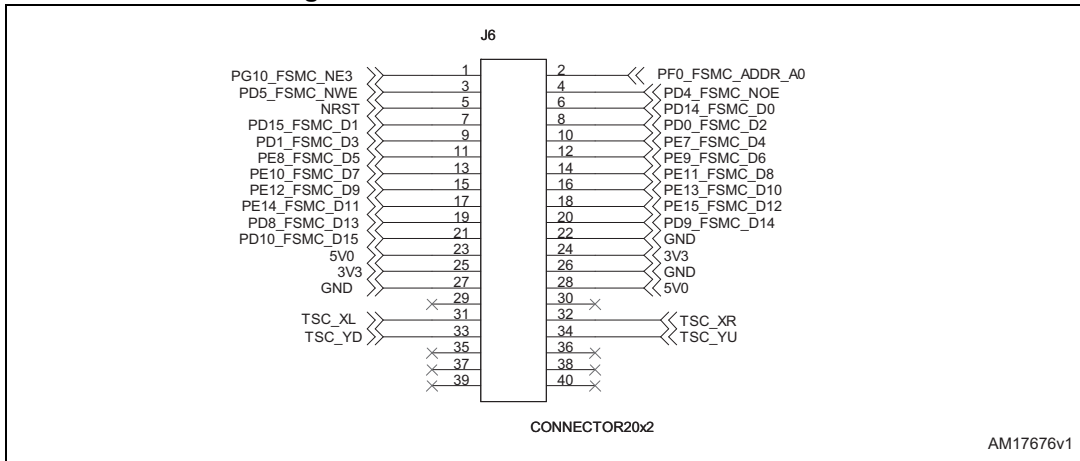 J6
PG10_FSMC_NE3 1 2 PF0_FSMC_ADDR_A0
PD5_FSMC_NWE 3 4 PD4_FSMC_NOE
NRST 5 6 PD14_FSMC_D0
PD15_FSMC_D1 7 8 PD0_FSMC_D2
PD1_FSMC_D3 9 10 PE7_FSMC_D4
PE8_FSMC_D5 11 12 PE9_FSMC_D6
PE10_FSMC_D7 13 14 PE11_FSMC_D8
PE12_FSMC_D9 15 16 PE13_FSMC_D10
PE14_FSMC_D11 17 18 PE15_FSMC_D12
PD8_FSMC_D13 19 20 PD9_FSMC_D14
PD10_FSMC_D15 21 22 GND
5V0 23 24 3V3
3V3 25 26 GND
GND 27 28 5V0
29 30
TSC_XL 31 32 TSC_XR
TSC_YD 33 34 TSC_YU
35 36
37 38
39 40
CONNECTOR20x2
AM17676v1